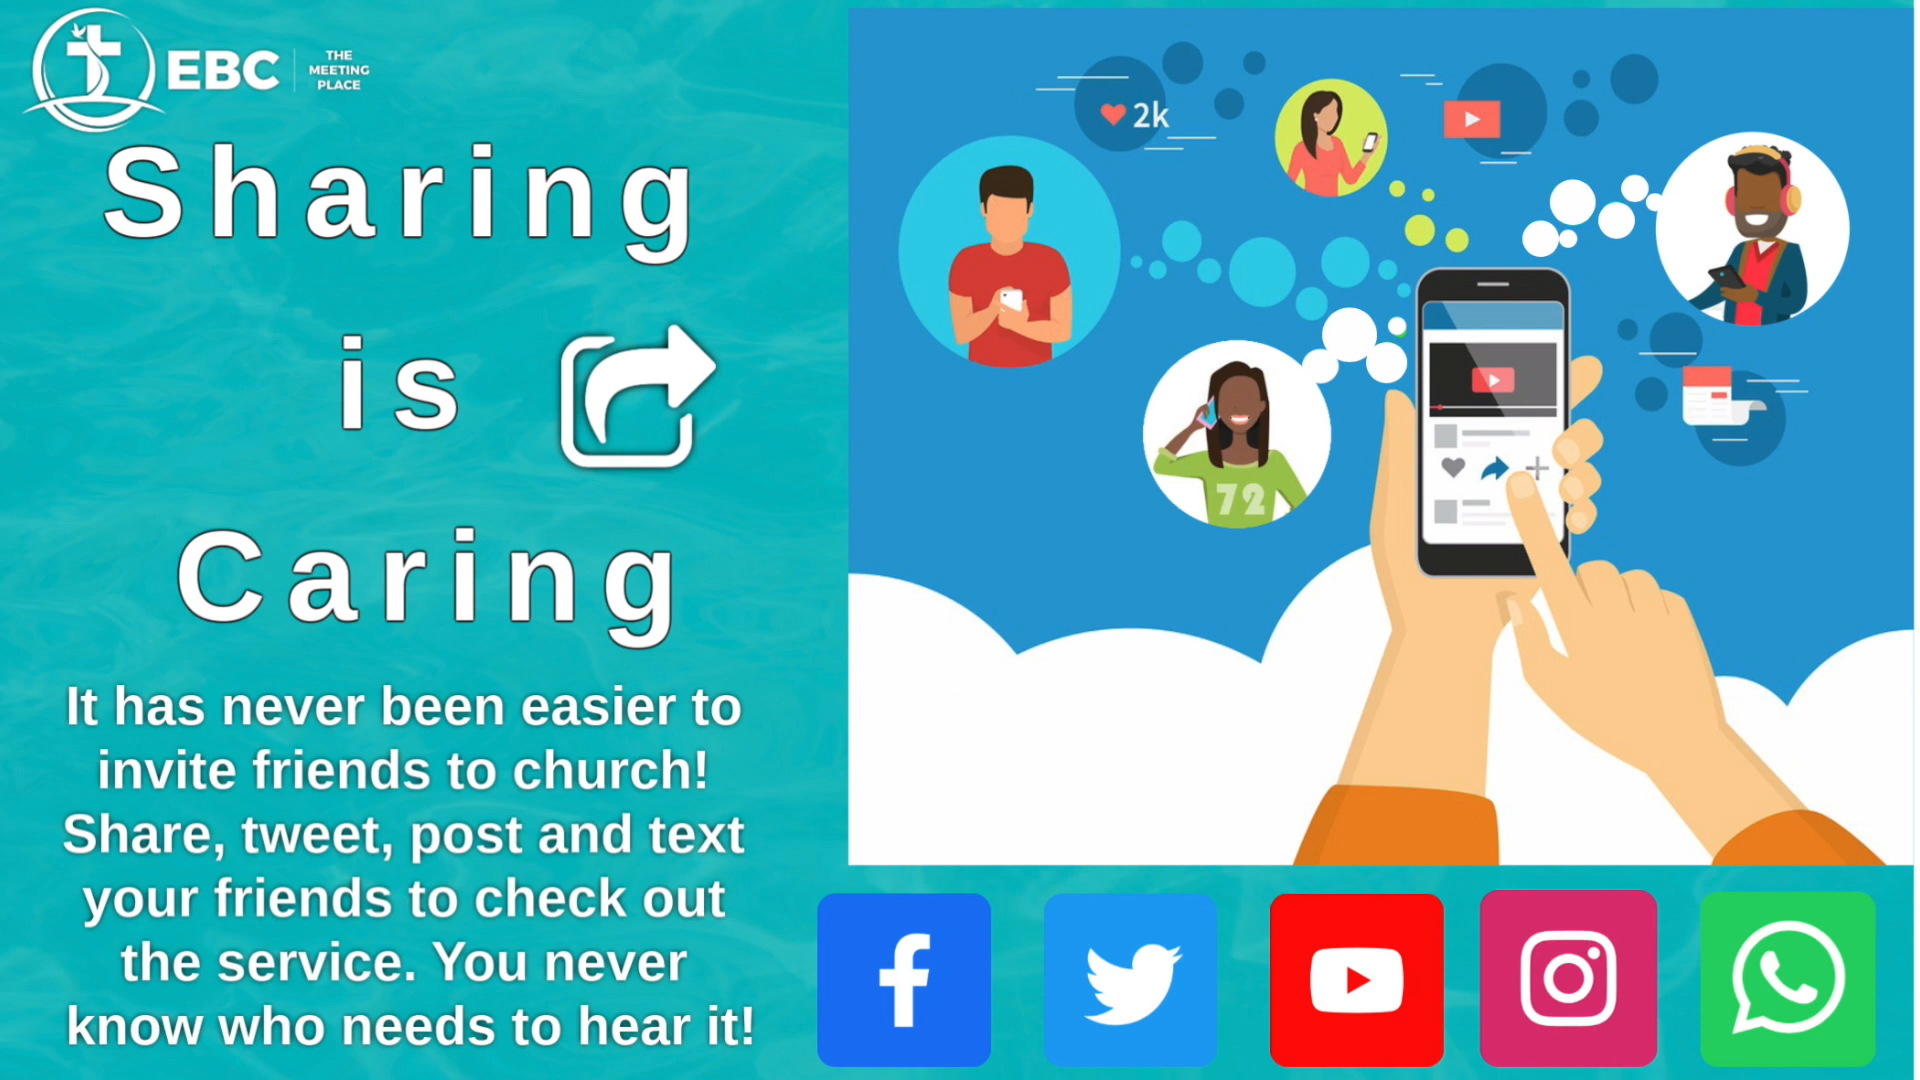 EBC
THE
MEETING
PLACE
Sharing
is
Caring
It has never been easier to
invite friends to church!
Share, tweet, post and text
your friends to check out
the service. You never
know who needs to hear it!
2k
72